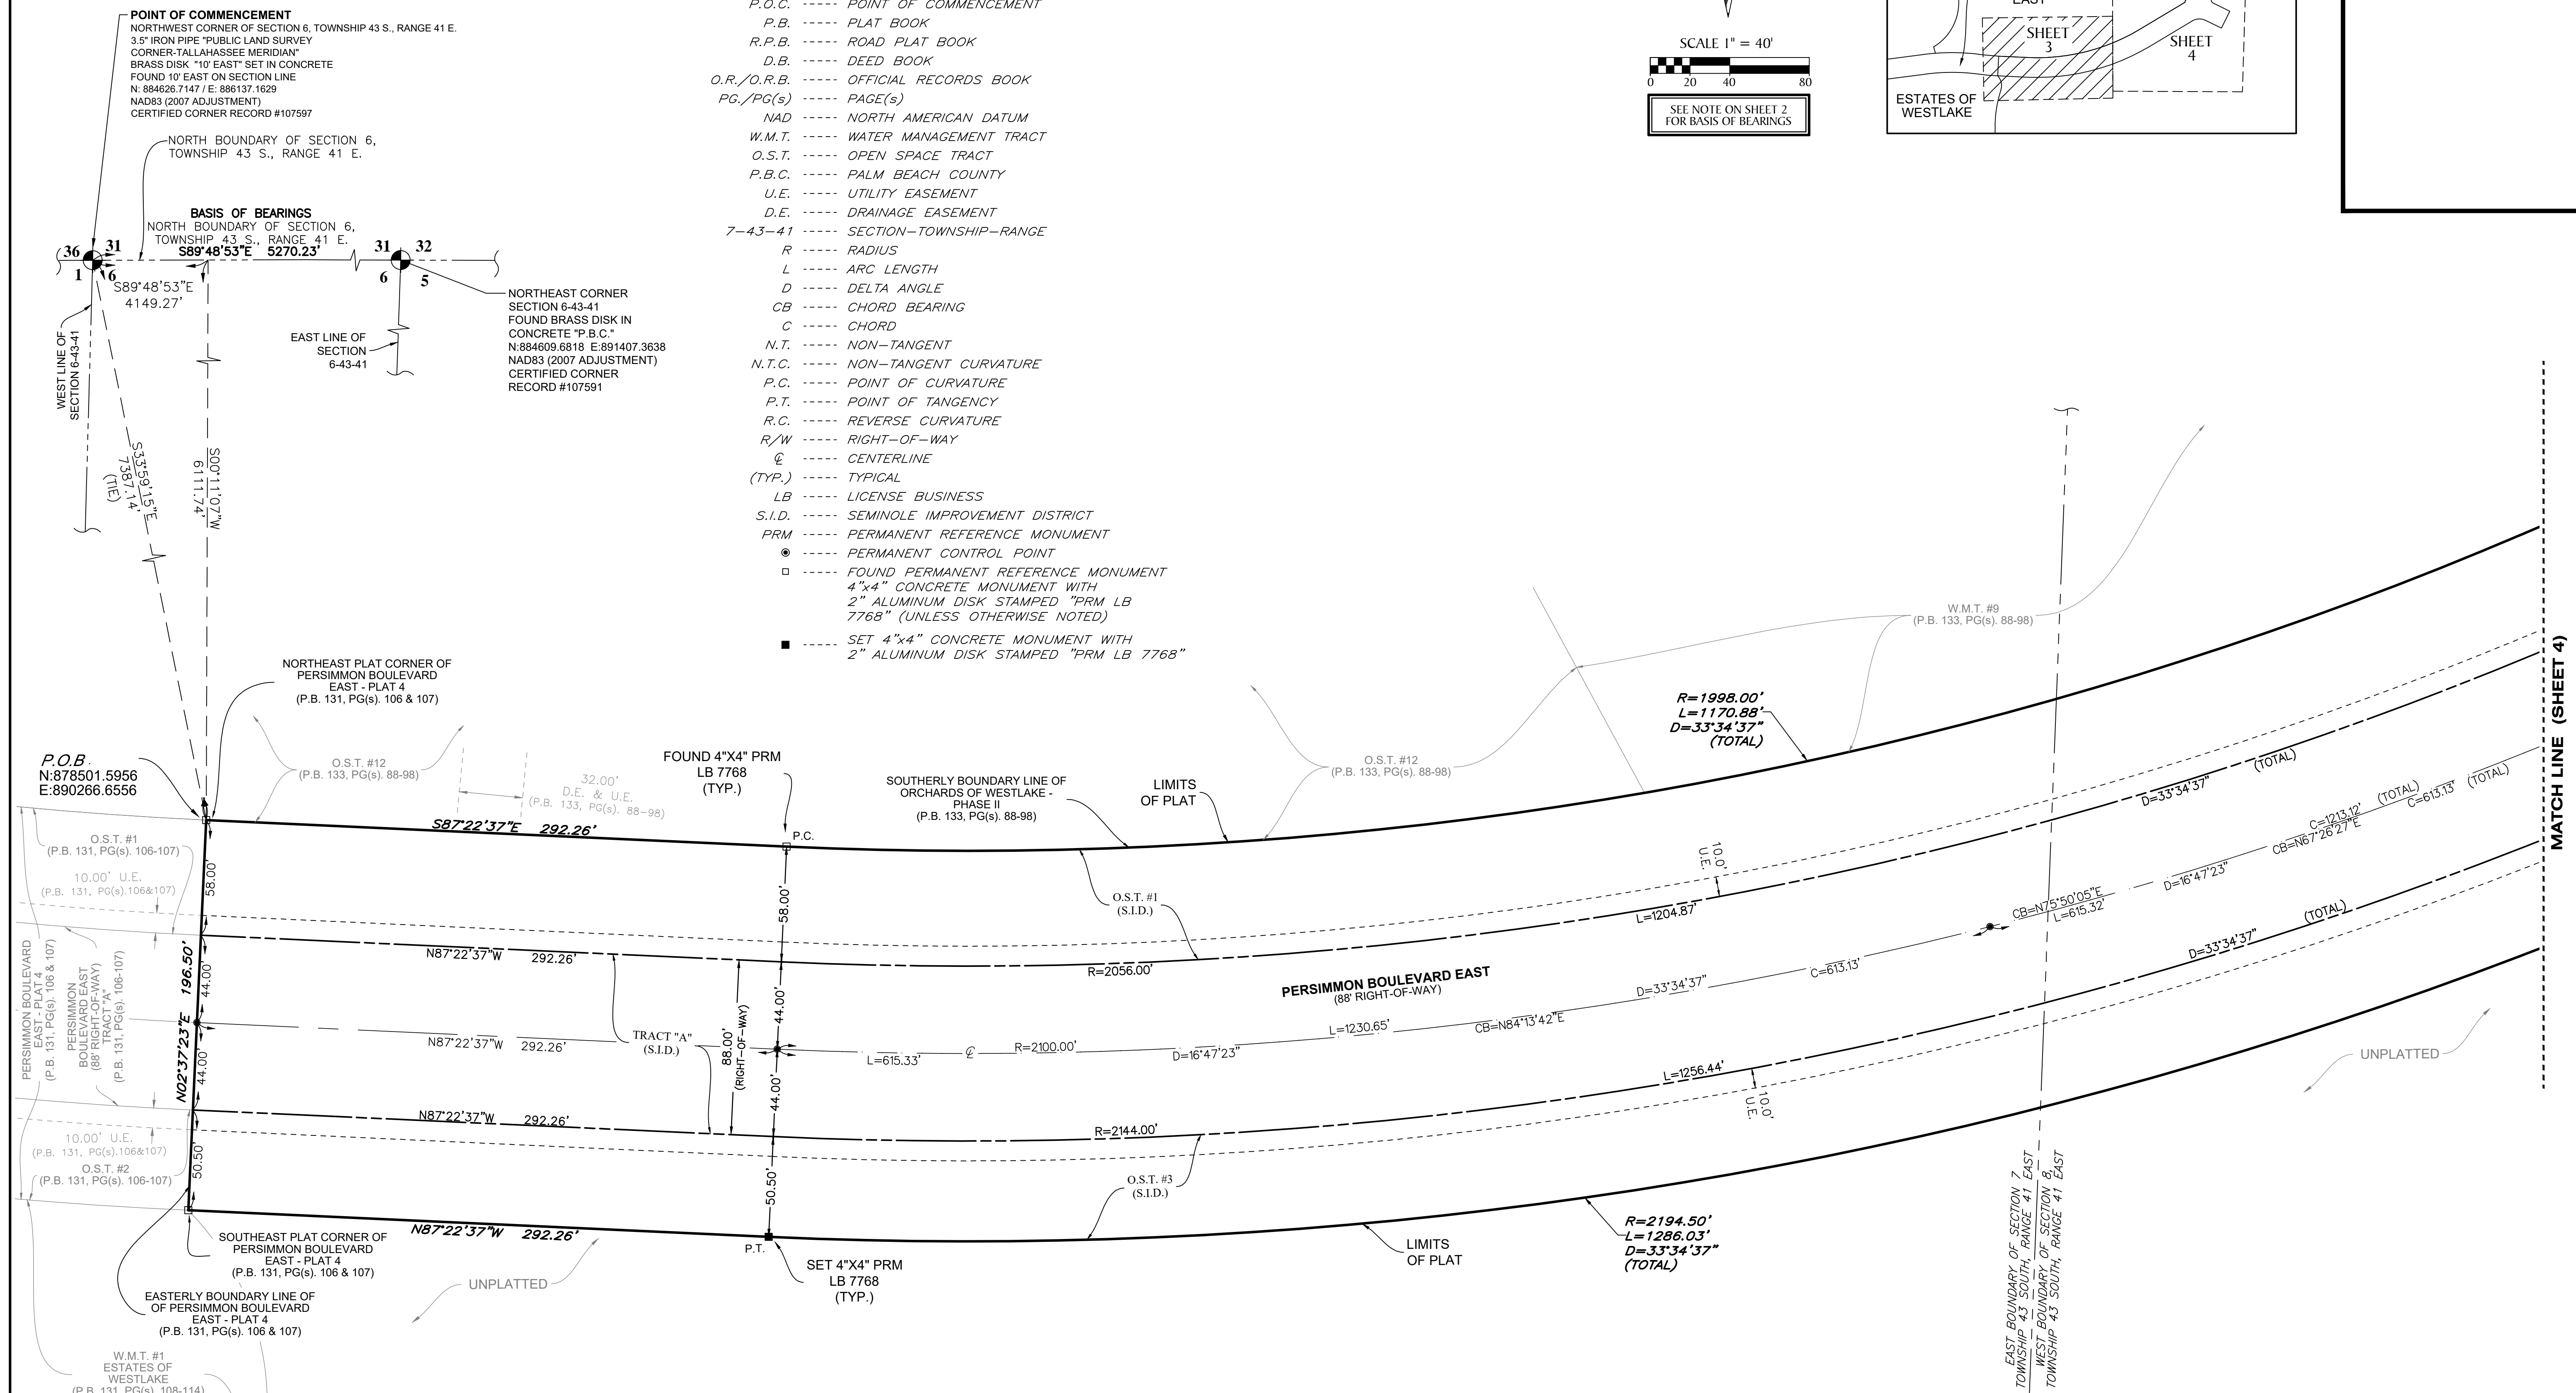 POINT OF COMMENCEMENT
NORTHWEST CORNER OF SECTION 6, TOWNSHIP 43 S., RANGE 41 E.
3.5" IRON PIPE "PUBLIC LAND SURVEY
CORNER-TALLAHASSEE MERIDIAN"
BRASS DISK "10' EAST" SET IN CONCRETE
FOUND 10' EAST ON SECTION LINE
N: 884626.7147 / E: 886137.1629
NAD83 (2007 ADJUSTMENT)
CERTIFIED CORNER RECORD #107597
NORTH BOUNDARY OF SECTION 6,
TOWNSHIP 43 S., RANGE 41 E.
BASIS OF BEARINGS
NORTH BOUNDARY OF SECTION 6,
TOWNSHIP 43 S., RANGE 41 E.
S89°48'53"E 5270.23'
36 31
1 6
31 32
6 5
S89°48'53"E
4149.27'
WEST LINE OF
SECTION 6-43-41
EAST LINE OF
SECTION
6-43-41
NORTHEAST CORNER
SECTION 6-43-41
FOUND BRASS DISK IN
CONCRETE "P.B.C."
N:884609.6818 E:891407.3638
NAD83 (2007 ADJUSTMENT)
CERTIFIED CORNER
RECORD #107591
S33°59'15"E
7387.14'
(TIE)
S00°11'07"W
6111.74'
P.O.C. ----- POINT OF COMMENCEMENT
P.B. ----- PLAT BOOK
R.P.B. ----- ROAD PLAT BOOK
D.B. ----- DEED BOOK
O.R./O.R.B. ----- OFFICIAL RECORDS BOOK
PG./PG(s) ----- PAGE(s)
NAD ----- NORTH AMERICAN DATUM
W.M.T. ----- WATER MANAGEMENT TRACT
O.S.T. ----- OPEN SPACE TRACT
P.B.C. ----- PALM BEACH COUNTY
U.E. ----- UTILITY EASEMENT
D.E. ----- DRAINAGE EASEMENT
7-43-41 ----- SECTION-TOWNSHIP-RANGE
R ----- RADIUS
L ----- ARC LENGTH
D ----- DELTA ANGLE
CB ----- CHORD BEARING
C ----- CHORD
N.T. ----- NON-TANGENT
N.T.C. ----- NON-TANGENT CURVATURE
P.C. ----- POINT OF CURVATURE
P.T. ----- POINT OF TANGENCY
R.C. ----- REVERSE CURVATURE
R/W ----- RIGHT-OF-WAY
℄ ----- CENTERLINE
(TYP.) ----- TYPICAL
LB ----- LICENSE BUSINESS
S.I.D. ----- SEMINOLE IMPROVEMENT DISTRICT
PRM ----- PERMANENT REFERENCE MONUMENT
----- PERMANENT CONTROL POINT
----- FOUND PERMANENT REFERENCE MONUMENT
4"x4" CONCRETE MONUMENT WITH
2" ALUMINUM DISK STAMPED "PRM LB
7768" (UNLESS OTHERWISE NOTED)
----- SET 4"x4" CONCRETE MONUMENT WITH
2" ALUMINUM DISK STAMPED "PRM LB 7768"
SCALE 1" = 40'
0 20 40 80
SEE NOTE ON SHEET 2
FOR BASIS OF BEARINGS
EAST
SHEET
3
SHEET
4
ESTATES OF
WESTLAKE
MATCH LINE (SHEET 4)
W.M.T. #9
(P.B. 133, PG(s). 88-98)
R=1998.00'
L=1170.88'
D=33°34'37"
(TOTAL)
O.S.T. #12
(P.B. 133, PG(s). 88-98)
LIMITS
OF PLAT
SOUTHERLY BOUNDARY LINE OF
ORCHARDS OF WESTLAKE -
PHASE II
(P.B. 133, PG(s). 88-98)
FOUND 4"X4" PRM
LB 7768
(TYP.)
32.00'
D.E. & U.E.
(P.B. 133, PG(s). 88-98)
O.S.T. #12
(P.B. 133, PG(s). 88-98)
NORTHEAST PLAT CORNER OF
PERSIMMON BOULEVARD
EAST - PLAT 4
(P.B. 131, PG(s). 106 & 107)
P.O.B.
N:878501.5956
E:890266.6556
S87°22'37"E 292.26'
P.C.
O.S.T. #1
(P.B. 131, PG(s). 106-107)
10.00' U.E.
(P.B. 131, PG(s).106&107)
PERSIMMON BOULEVARD
EAST - PLAT 4
(P.B. 131, PG(s). 106 & 107)
PERSIMMON
BOULEVARD EAST
(88' RIGHT-OF-WAY)
TRACT "A"
(P.B. 131, PG(s). 106-107)
10.00' U.E.
(P.B. 131, PG(s).106&107)
O.S.T. #2
(P.B. 131, PG(s). 106-107)
N02°37'23"E 196.50'
58.00'
44.00'
44.00'
50.50'
N87°22'37"W 292.26'
N87°22'37"W 292.26'
N87°22'37"W 292.26'
N87°22'37"W 292.26'
TRACT "A"
(S.I.D.)
88.00'
(RIGHT-OF-WAY)
58.00'
44.00'
44.00'
50.50'
P.T.
O.S.T. #1
(S.I.D.)
10.0'
U.E.
R=2056.00'
L=1204.87'
D=33°34'37"
(TOTAL)
PERSIMMON BOULEVARD EAST
(88' RIGHT-OF-WAY)
L=615.33'
℄
R=2100.00'
D=16°47'23"
L=1230.65'
CB=N84°13'42"E
D=33°34'37"
C=613.13'
CB=N75°50'05"E
L=615.32'
D=16°47'23"
C=1213.12' (TOTAL)
CB=N67°26'27"E
C=613.13' (TOTAL)
R=2144.00'
L=1256.44'
D=33°34'37"
(TOTAL)
10.0'
U.E.
O.S.T. #3
(S.I.D.)
UNPLATTED
R=2194.50'
L=1286.03'
D=33°34'37"
(TOTAL)
LIMITS
OF PLAT
SET 4"X4" PRM
LB 7768
(TYP.)
UNPLATTED
SOUTHEAST PLAT CORNER OF
PERSIMMON BOULEVARD
EAST - PLAT 4
(P.B. 131, PG(s). 106 & 107)
EASTERLY BOUNDARY LINE OF
OF PERSIMMON BOULEVARD
EAST - PLAT 4
(P.B. 131, PG(s). 106 & 107)
W.M.T. #1
ESTATES OF
WESTLAKE
(P.B. 131, PG(s). 108-114)
EAST BOUNDARY OF SECTION 7,
TOWNSHIP 43 SOUTH, RANGE 41 EAST
WEST BOUNDARY OF SECTION 8,
TOWNSHIP 43 SOUTH, RANGE 41 EAST